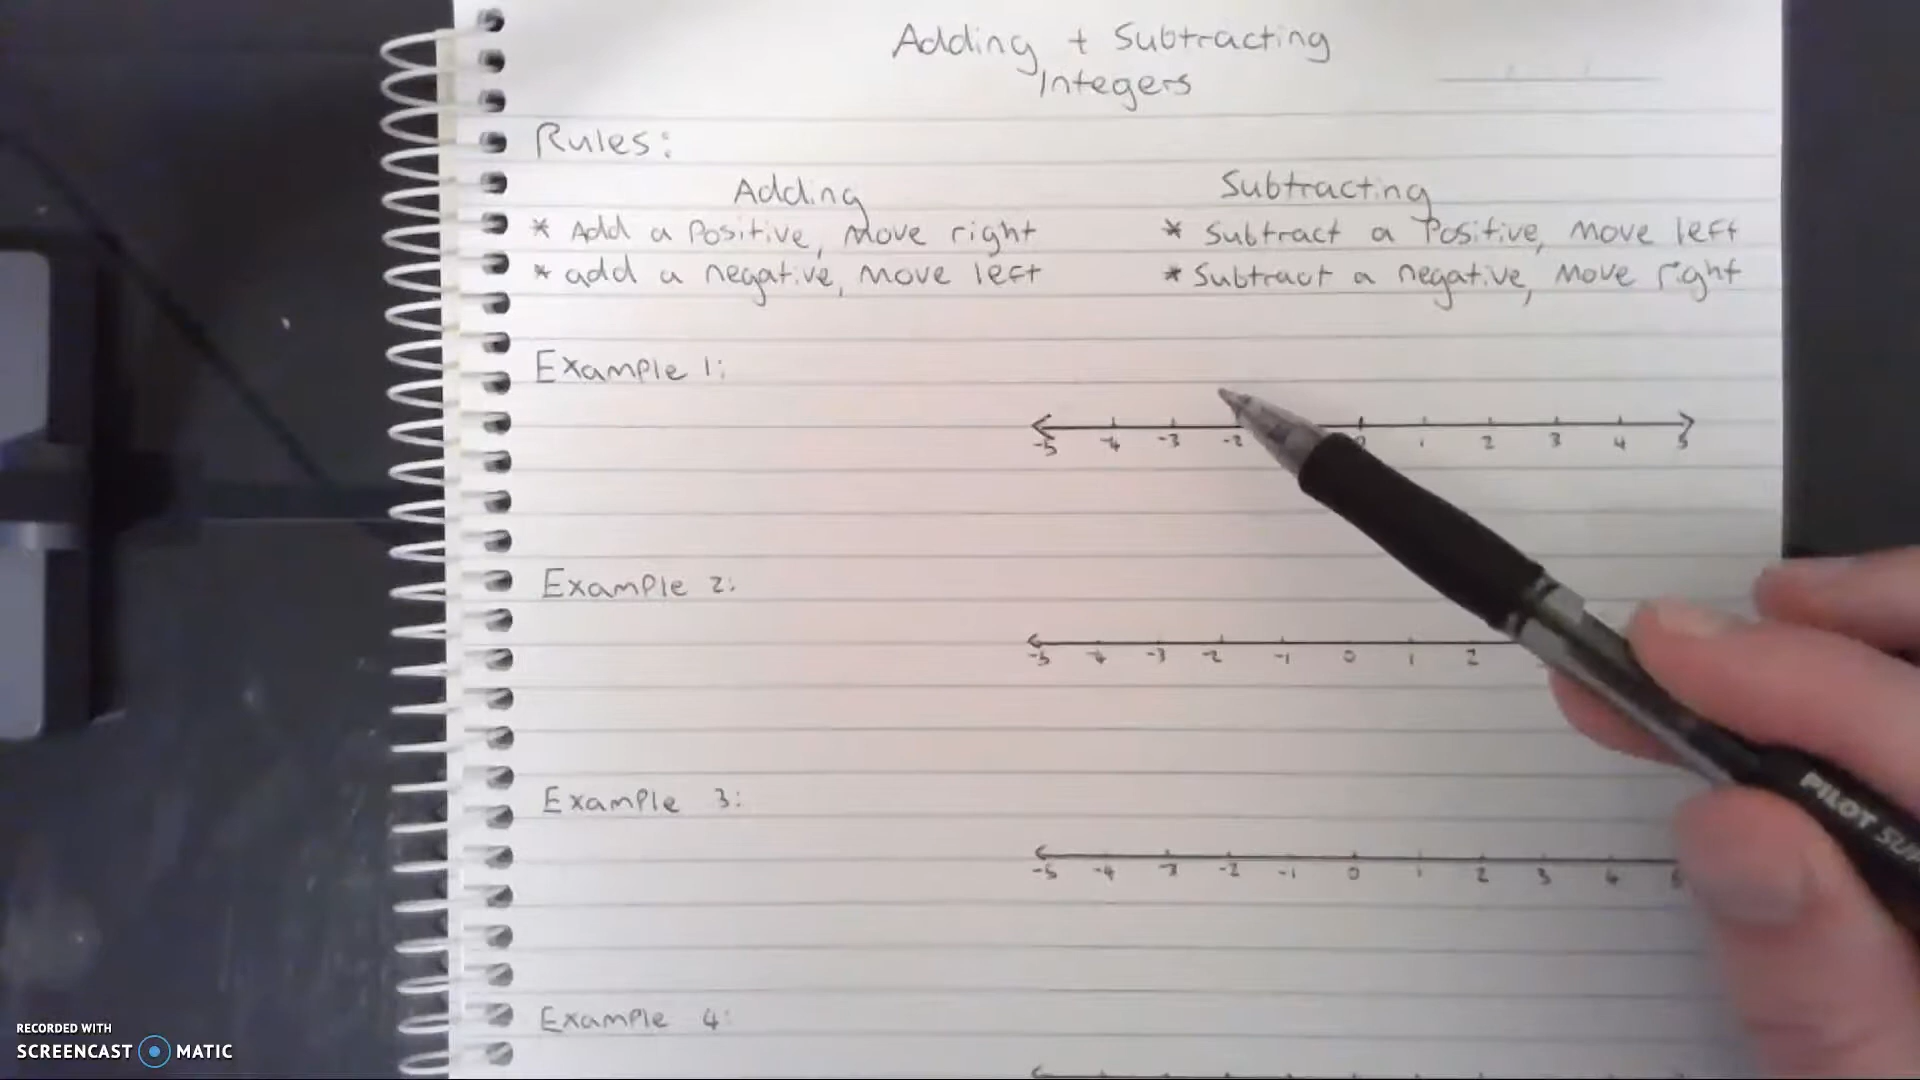 Adding + Subtracting
Integers
Rules:
Adding
* Add a Positive, Move right
* add a negative, Move left
Subtracting
* Subtract a Positive, Move left
* Subtract a negative, Move right
Example 1:
-5 -4 -3 -2 0 1 2 3 4 5
Example 2:
-5 -4 -3 -2 -1 0 1 2
Example 3:
-5 -4 -3 -2 -1 0 1 2 3 4 5
Example 4:
PILOT
RECORDED WITH
SCREENCAST MATIC